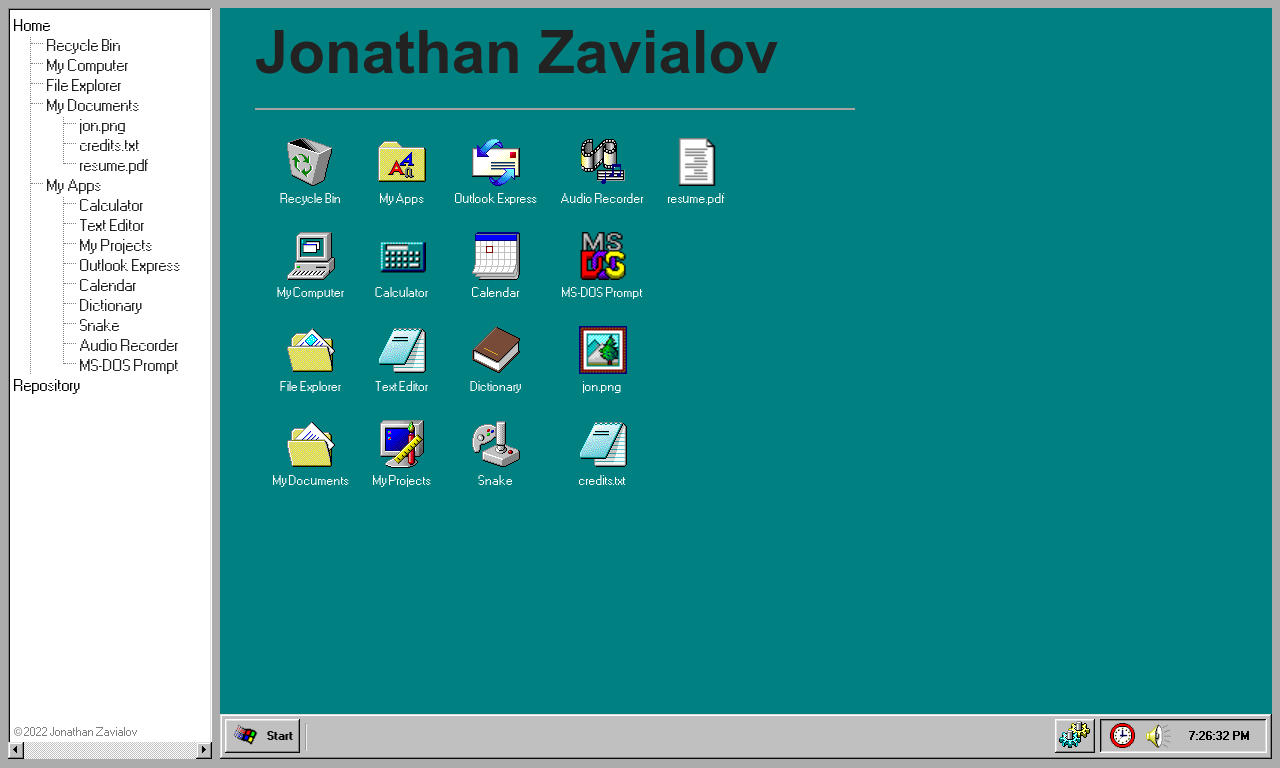 Home
Recycle Bin
My Computer
File Explorer
My Documents
jon.png
credits.txt
resume.pdf
My Apps
Calculator
Text Editor
My Projects
Outlook Express
Calendar
Dictionary
Snake
Audio Recorder
MS-DOS Prompt
Repository
©2022 Jonathan Zavialov
Jonathan Zavialov
Recycle Bin
My Apps
Outlook Express
Audio Recorder
resume.pdf
My Computer
Calculator
Calendar
MS-DOS Prompt
File Explorer
Text Editor
Dictionary
jon.png
My Documents
My Projects
Snake
credits.txt
Start
7:26:32 PM